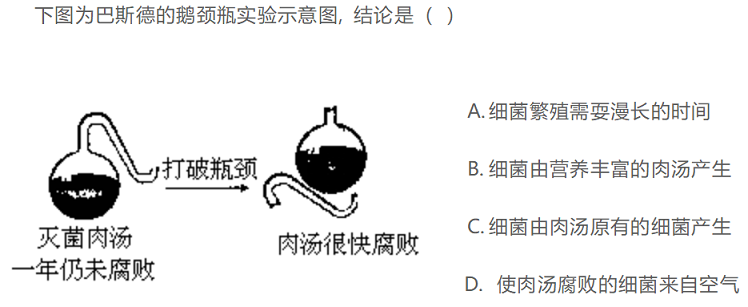 下图为巴斯德的鹅颈瓶实验示意图, 结论是 ( )
A.细菌繁殖需耍漫长的时间
B. 细菌由营养丰富的肉汤产生
C.细菌由肉汤原有的细菌产生
D. 使肉汤腐败的细菌来自空气
打破瓶颈
灭菌肉汤
一年仍未腐败
肉汤很快腐败